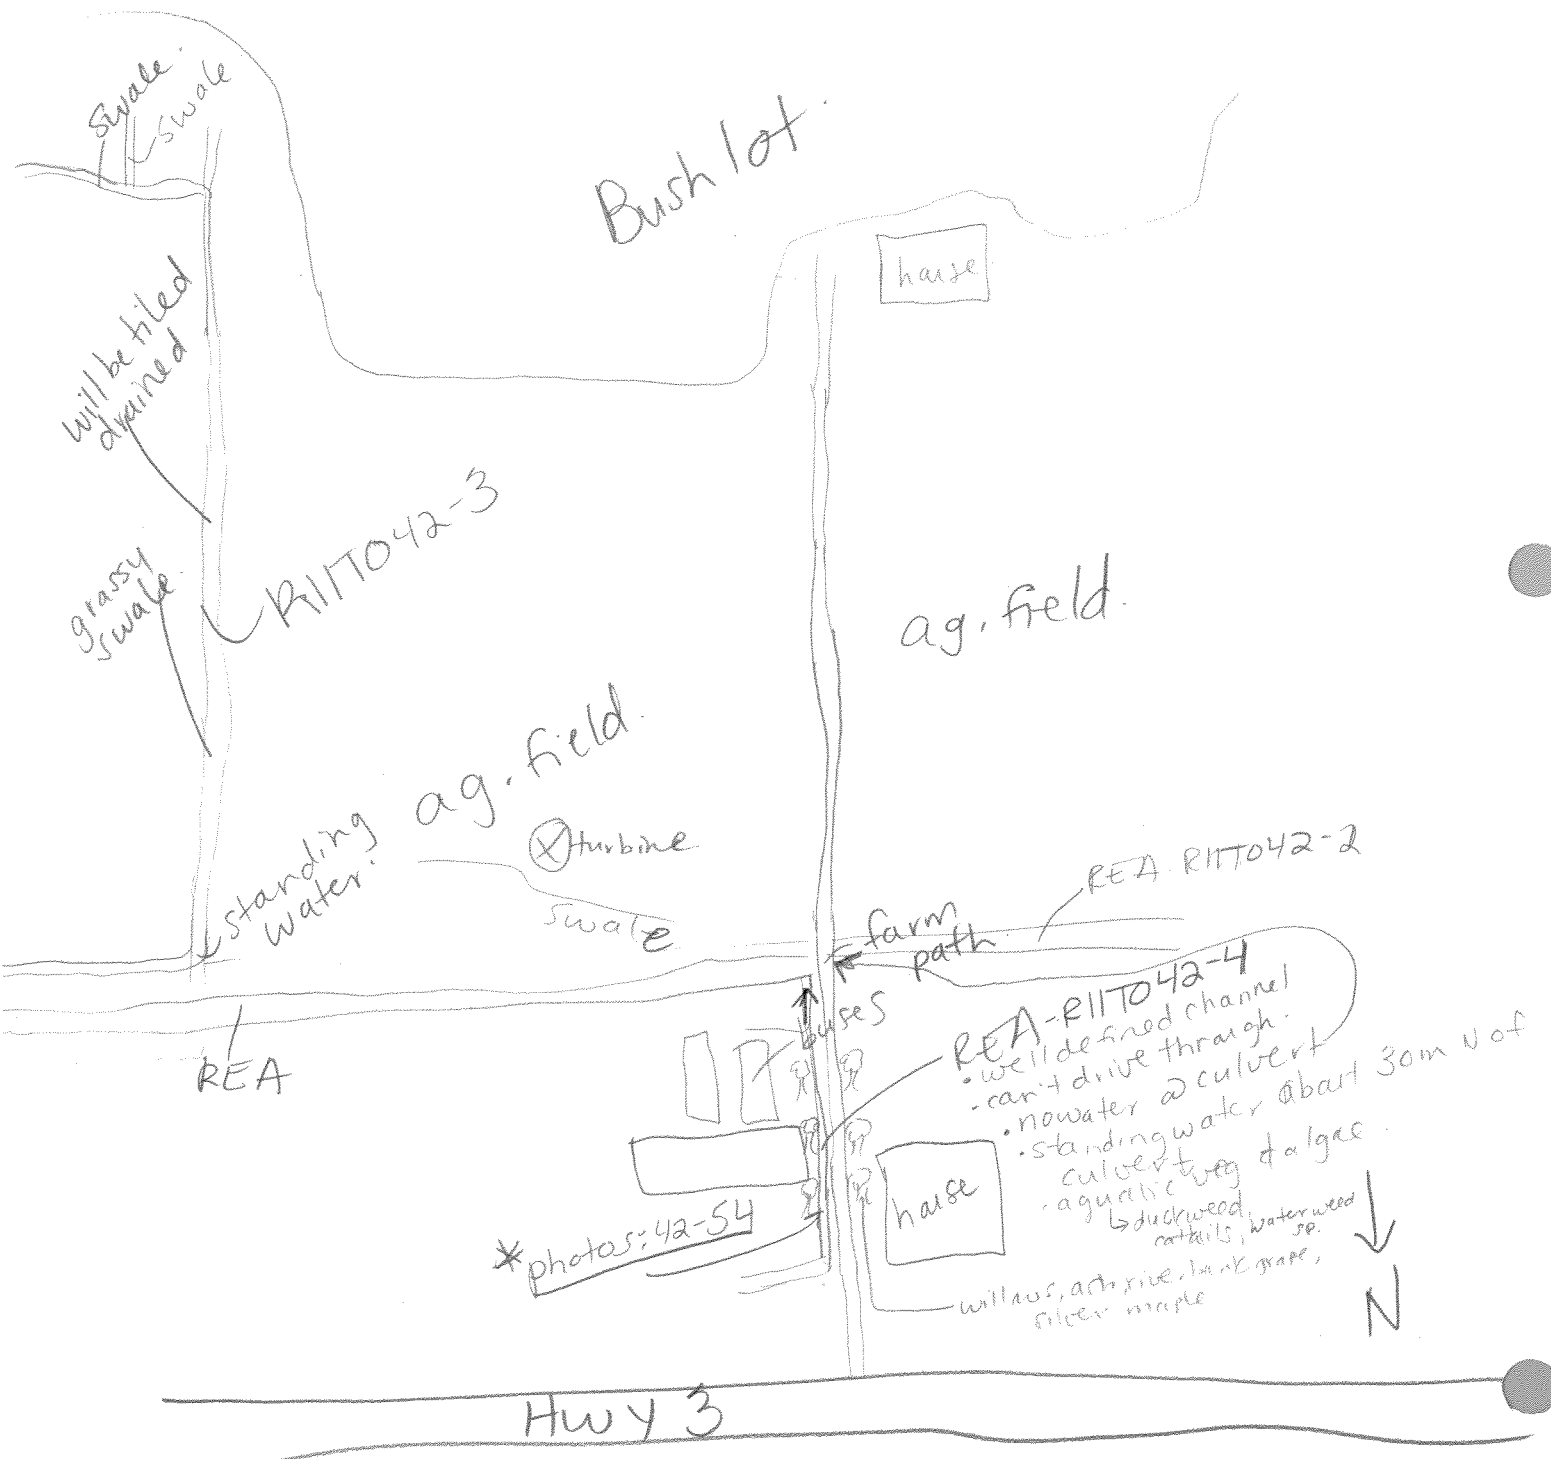 swale
swale
Bush lot.
house
will be tiled
drained
R11T042-3
grassy
swale
ag. field.
ag. field.
standing
water.
turbine
swale
REA R11T042-2
farm
path
REA
REA-R11T042-4
• well defined channel
- can't drive through.
• no water @ culvert
• standing water about 30m N of
culvert
• aquatic veg & algae.
↳ duckweed,
cattails, waterweed
sp.
house
* photos: 42-54
willows, ash, river bank grape,
silver maple
N
Hwy 3